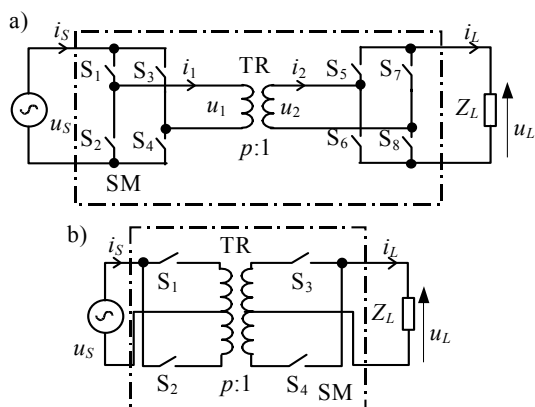 a)
i_S
i_L
S_1
S_3
i_1
TR
i_2
S_5
S_7
u_S
u_1
u_2
Z_L
u_L
S_2
S_4
p:1
S_6
S_8
SM
b)
i_S
TR
i_L
S_1
S_3
u_S
Z_L
u_L
S_2
p:1
S_4
SM